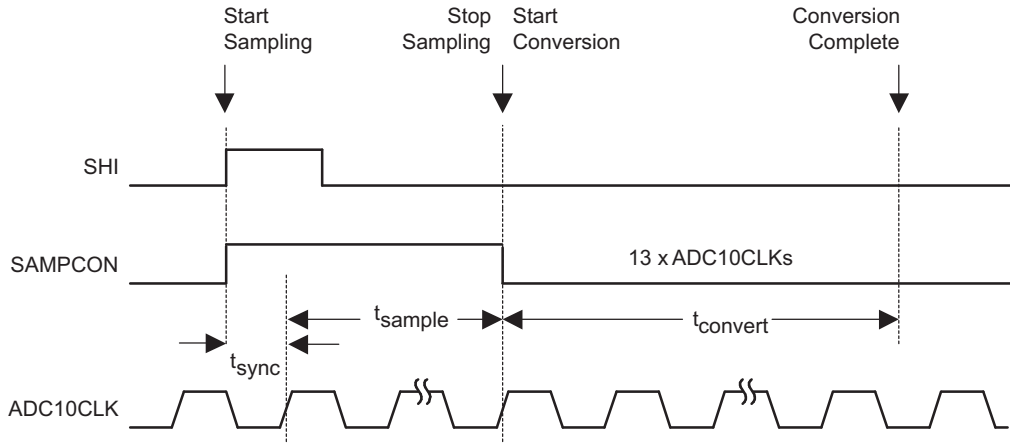 Start
Sampling
Stop
Sampling
Start
Conversion
Conversion
Complete
SHI
SAMPCON
13 x ADC10CLKs
tsample
tconvert
tsync
ADC10CLK